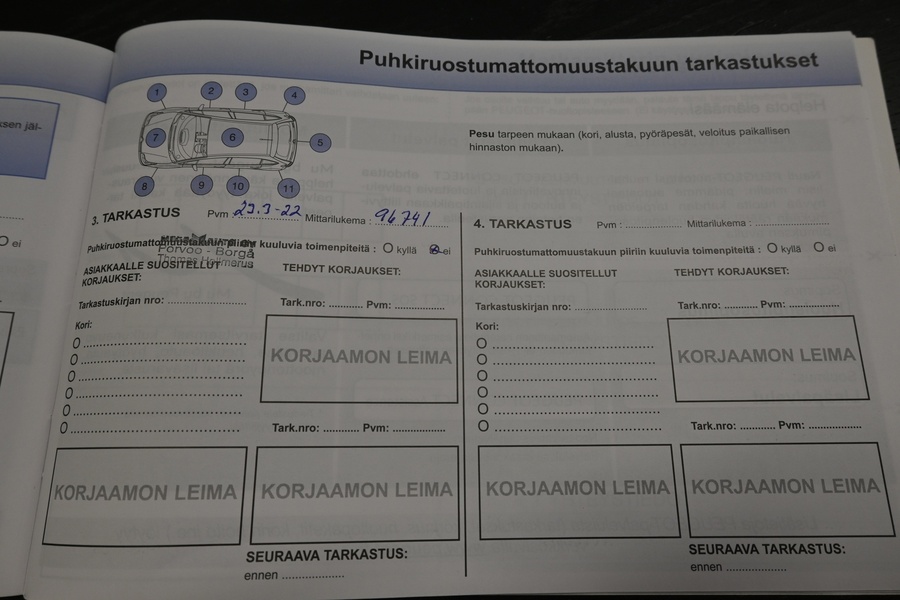 Puhkiruostumattomuustakuun tarkastukset
ksen jäl-
1 2 3 4
7 6 5
8 9 10 11
Pesu tarpeen mukaan (kori, alusta, pyöräpesät, veloitus paikallisen
hinnaston mukaan).
3. TARKASTUS Pvm : 29.3-22 Mittarilukema : 96741
Puhkiruostumattomuustakuun piiriin kuuluvia toimenpiteitä : kyllä ei
Porvoo - Borgå
ASIAKKAALLE SUOSITELLUT
KORJAUKSET:
TEHDYT KORJAUKSET:
Tarkastuskirjan nro: ....................
Tark.nro: ........... Pvm: ................
Kori:
KORJAAMON LEIMA
Tark.nro: ........... Pvm: ................
KORJAAMON LEIMA
KORJAAMON LEIMA
SEURAAVA TARKASTUS:
ennen ...................
4. TARKASTUS Pvm : .................. Mittarilukema : ....................
Puhkiruostumattomuustakuun piiriin kuuluvia toimenpiteitä : kyllä ei
ASIAKKAALLE SUOSITELLUT
KORJAUKSET:
TEHDYT KORJAUKSET:
Tarkastuskirjan nro: ....................
Tark.nro: ........... Pvm: ................
Kori:
KORJAAMON LEIMA
Tark.nro: ........... Pvm: ................
KORJAAMON LEIMA
KORJAAMON LEIMA
SEURAAVA TARKASTUS:
ennen ...................
ei